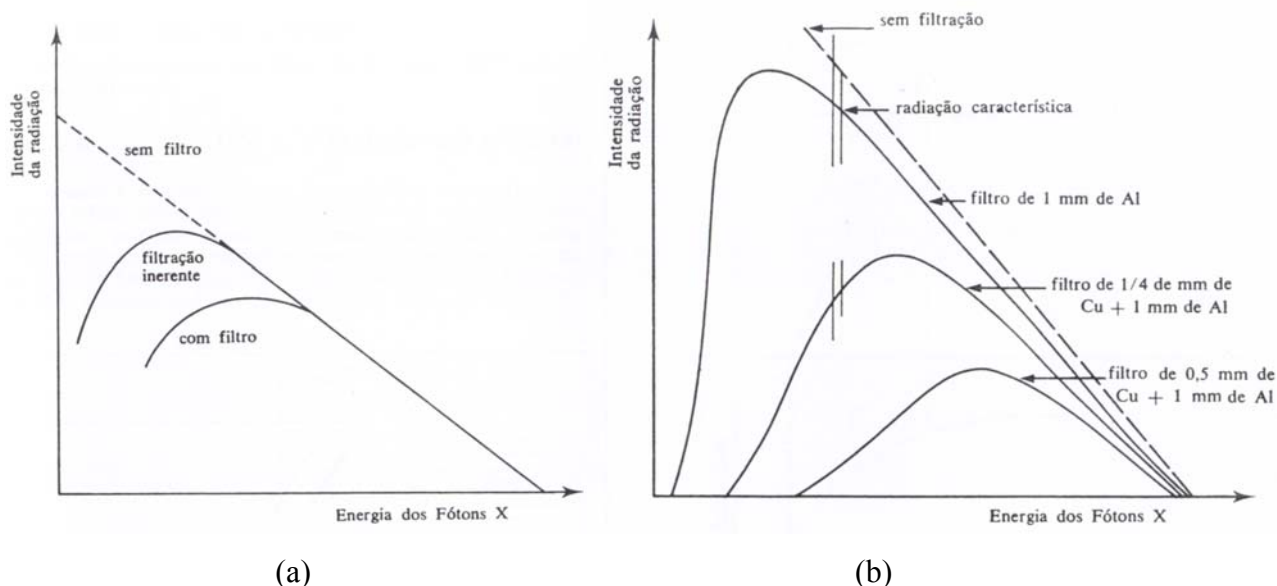 Intensidade
da radiação
sem filtro
filtração
inerente
com filtro
Energia dos Fótons X
(a)
Intensidade
da radiação
sem filtração
radiação característica
filtro de 1 mm de Al
filtro de 1/4 de mm de
Cu + 1 mm de Al
filtro de 0,5 mm de
Cu + 1 mm de Al
Energia dos Fótons X
(b)